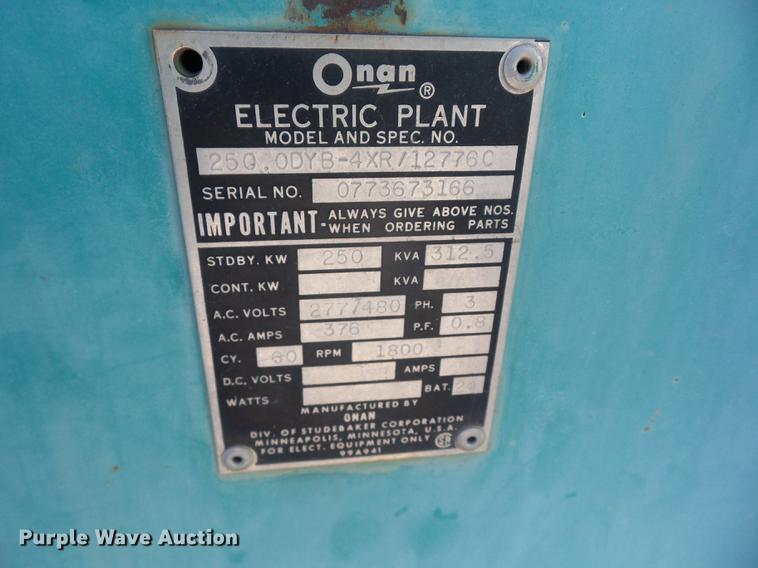 Onan ®
ELECTRIC PLANT
MODEL AND SPEC. NO.
250.0DYB-4XR/12776C
SERIAL NO. 0773673166
IMPORTANT - ALWAYS GIVE ABOVE NOS.
WHEN ORDERING PARTS
STDBY. KW 250 KVA 312.5
CONT. KW KVA
A.C. VOLTS 277/480 PH. 3
A.C. AMPS 376 P.F. 0.8
CY. 60 RPM 1800
D.C. VOLTS AMPS
WATTS BAT.
MANUFACTURED BY
ONAN
DIV. OF STUDEBAKER CORPORATION
MINNEAPOLIS, MINNESOTA, U.S.A.
FOR ELECT. EQUIPMENT ONLY
99A941
Purple Wave Auction